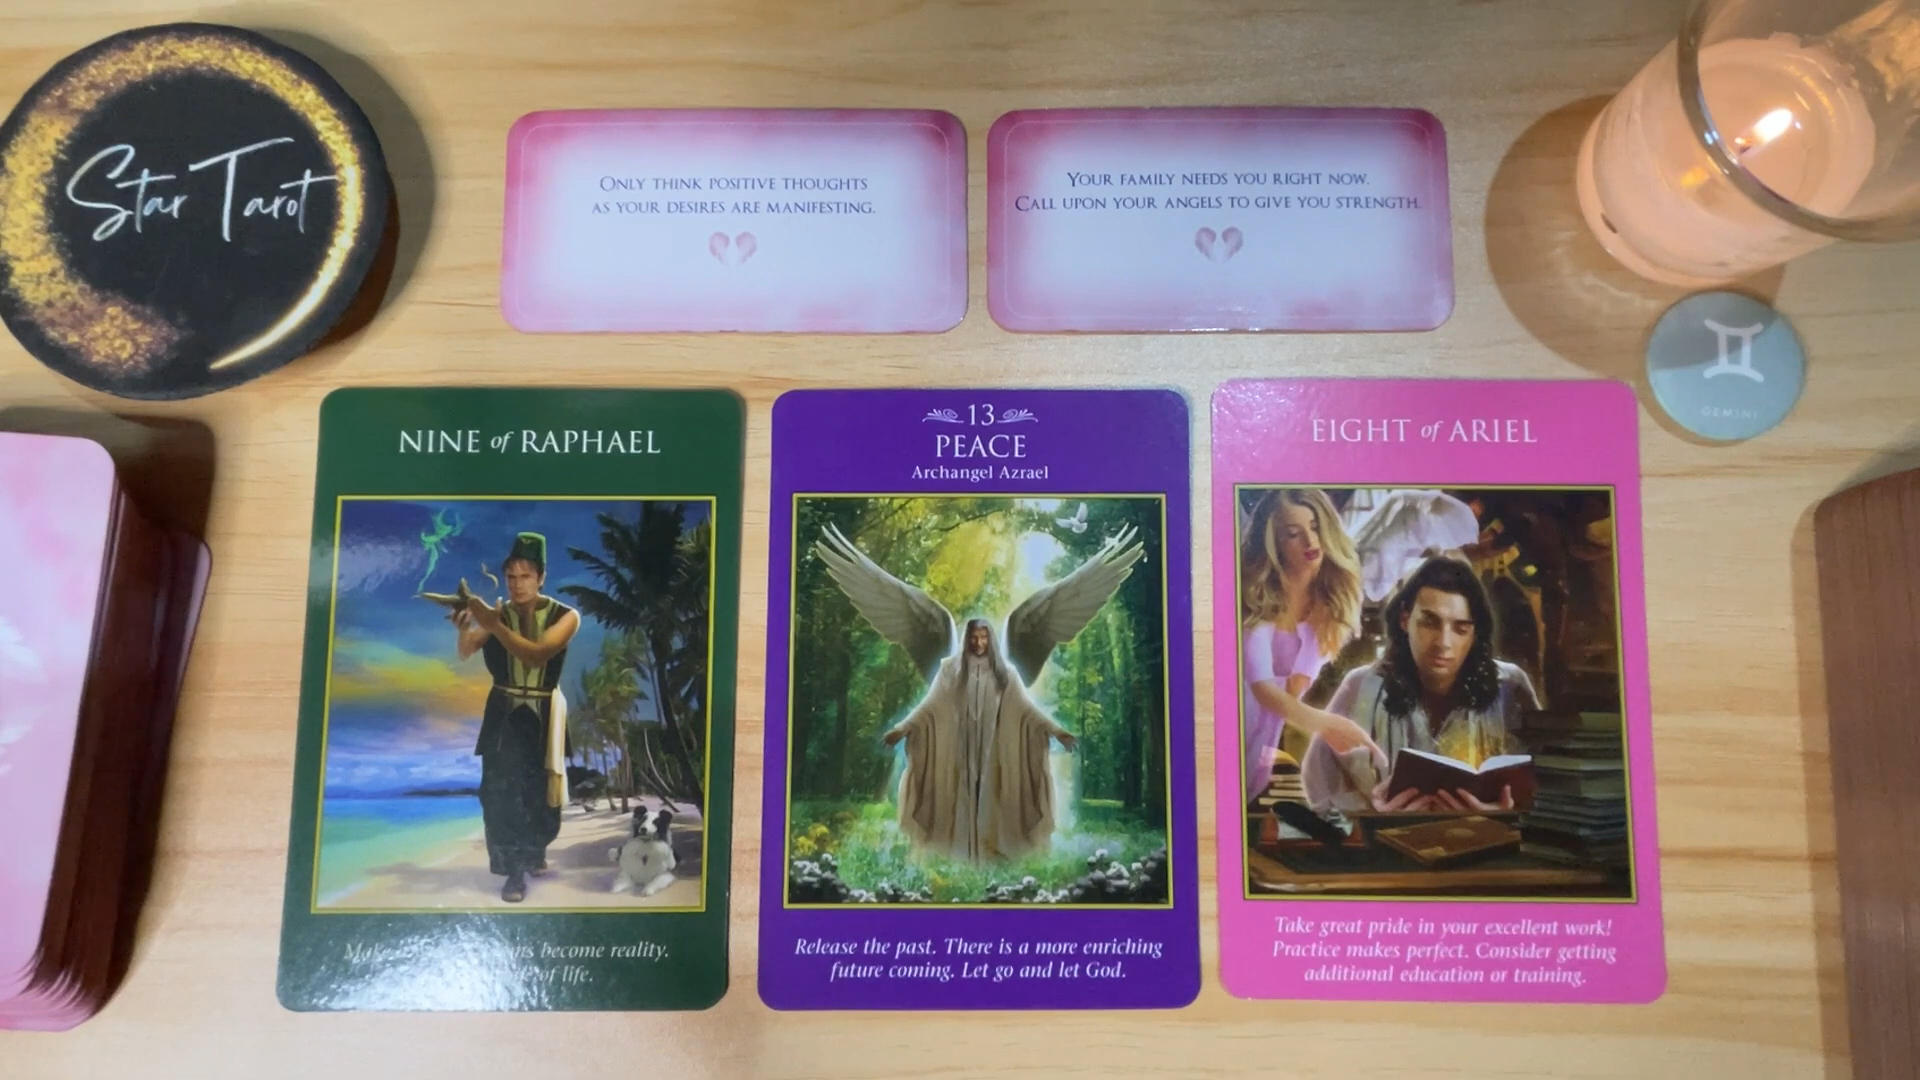 Star Tarot
ONLY THINK POSITIVE THOUGHTS
AS YOUR DESIRES ARE MANIFESTING.
YOUR FAMILY NEEDS YOU RIGHT NOW.
CALL UPON YOUR ANGELS TO GIVE YOU STRENGTH.
GEMINI
NINE of RAPHAEL
become reality.
of life.
13
PEACE
Archangel Azrael
Release the past. There is a more enriching
future coming. Let go and let God.
EIGHT of ARIEL
Take great pride in your excellent work!
Practice makes perfect. Consider getting
additional education or training.